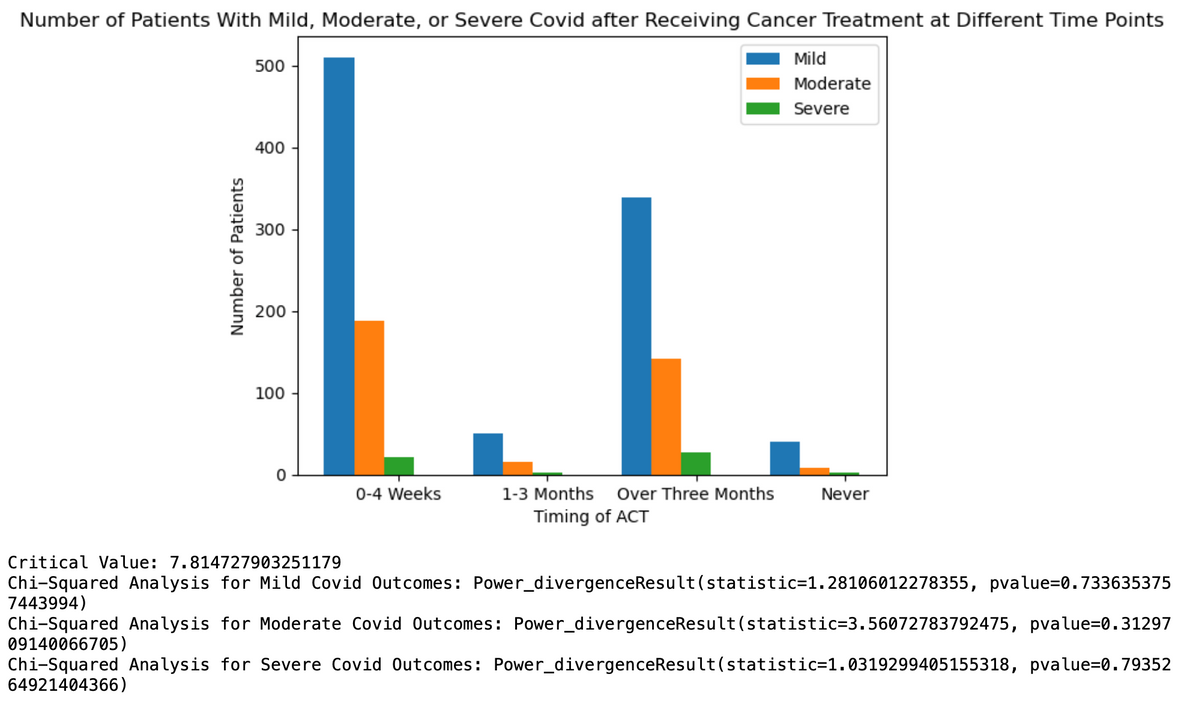 Number of Patients With Mild, Moderate, or Severe Covid after Receiving Cancer Treatment at Different Time Points
Mild
Moderate
Severe
500
400
300
200
100
0
Number of Patients
0-4 Weeks
1-3 Months
Over Three Months
Never
Timing of ACT
Critical Value: 7.814727903251179
Chi-Squared Analysis for Mild Covid Outcomes: Power_divergenceResult(statistic=1.28106012278355, pvalue=0.733635375
7443994)
Chi-Squared Analysis for Moderate Covid Outcomes: Power_divergenceResult(statistic=3.56072783792475, pvalue=0.31297
09140066705)
Chi-Squared Analysis for Severe Covid Outcomes: Power_divergenceResult(statistic=1.0319299405155318, pvalue=0.79352
64921404366)